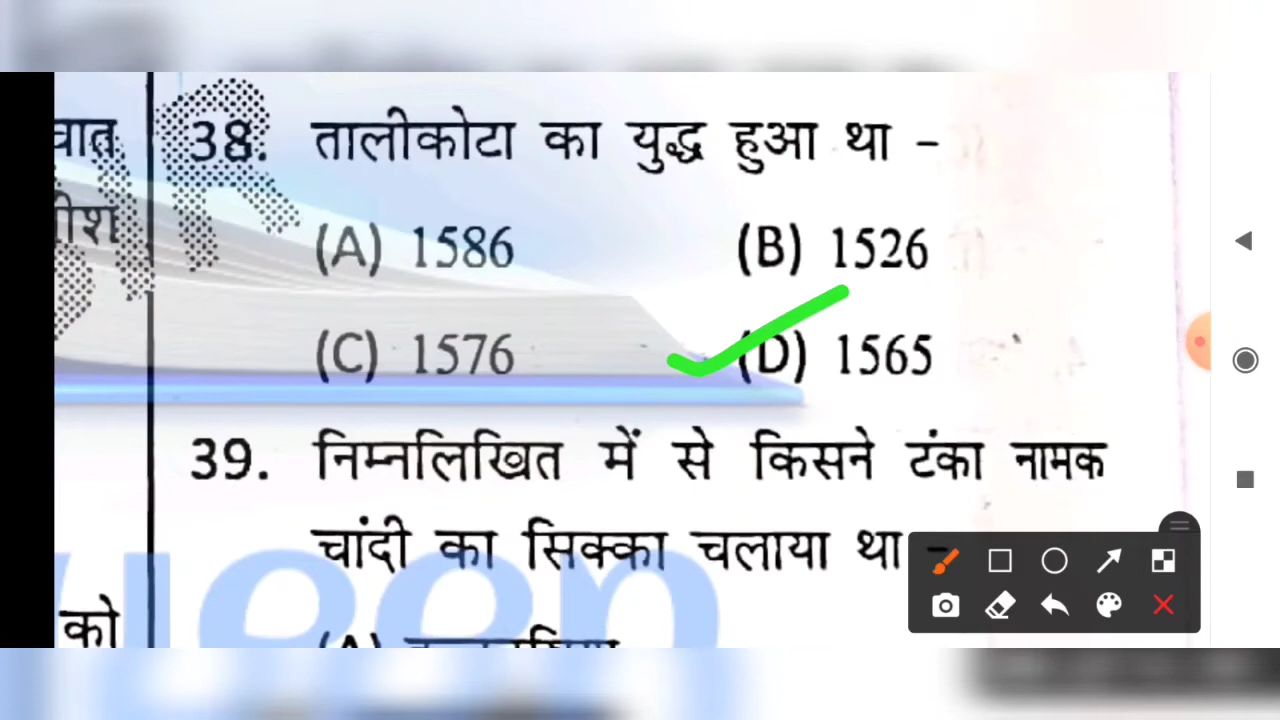 38. तालीकोटा का युद्ध हुआ था -
(A) 1586 (B) 1526
(C) 1576 (D) 1565
39. निम्नलिखित में से किसने टंका नामक
चांदी का सिक्का चलाया था -
को